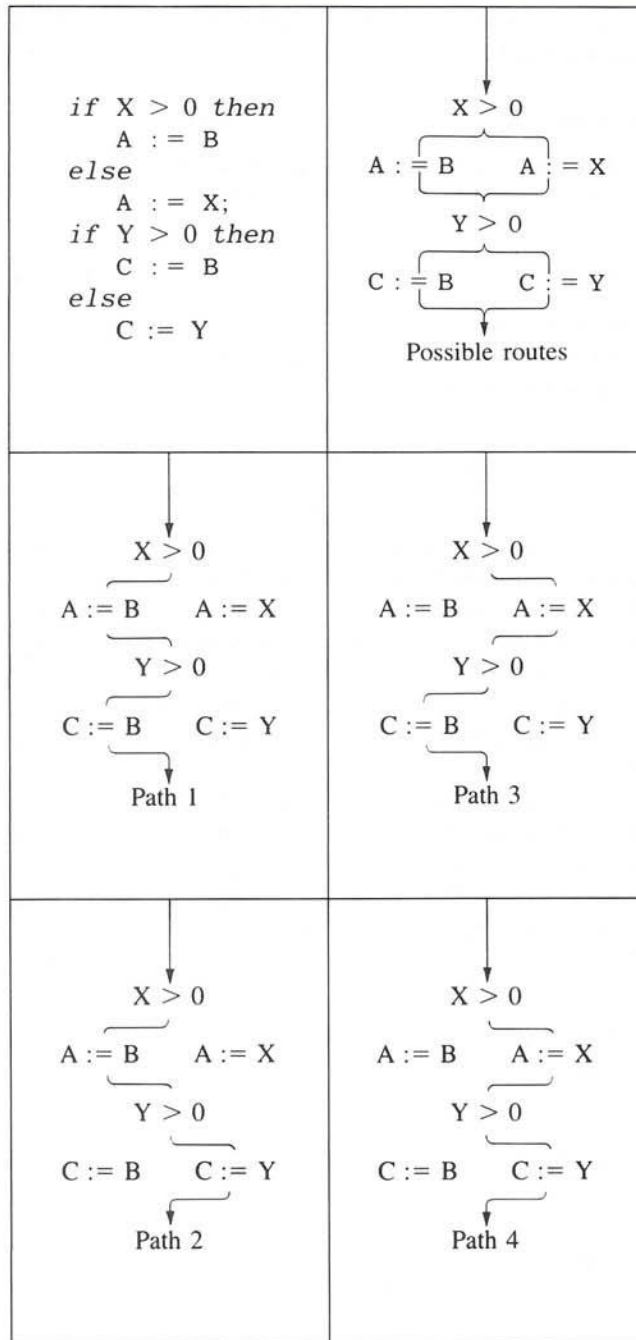 if X > 0 then
A := B
else
A := X;
if Y > 0 then
C := B
else
C := Y
X > 0
A := B A := X
Y > 0
C := B C := Y
Possible routes
X > 0
A := B A := X
Y > 0
C := B C := Y
Path 1
X > 0
A := B A := X
Y > 0
C := B C := Y
Path 3
X > 0
A := B A := X
Y > 0
C := B C := Y
Path 2
X > 0
A := B A := X
Y > 0
C := B C := Y
Path 4